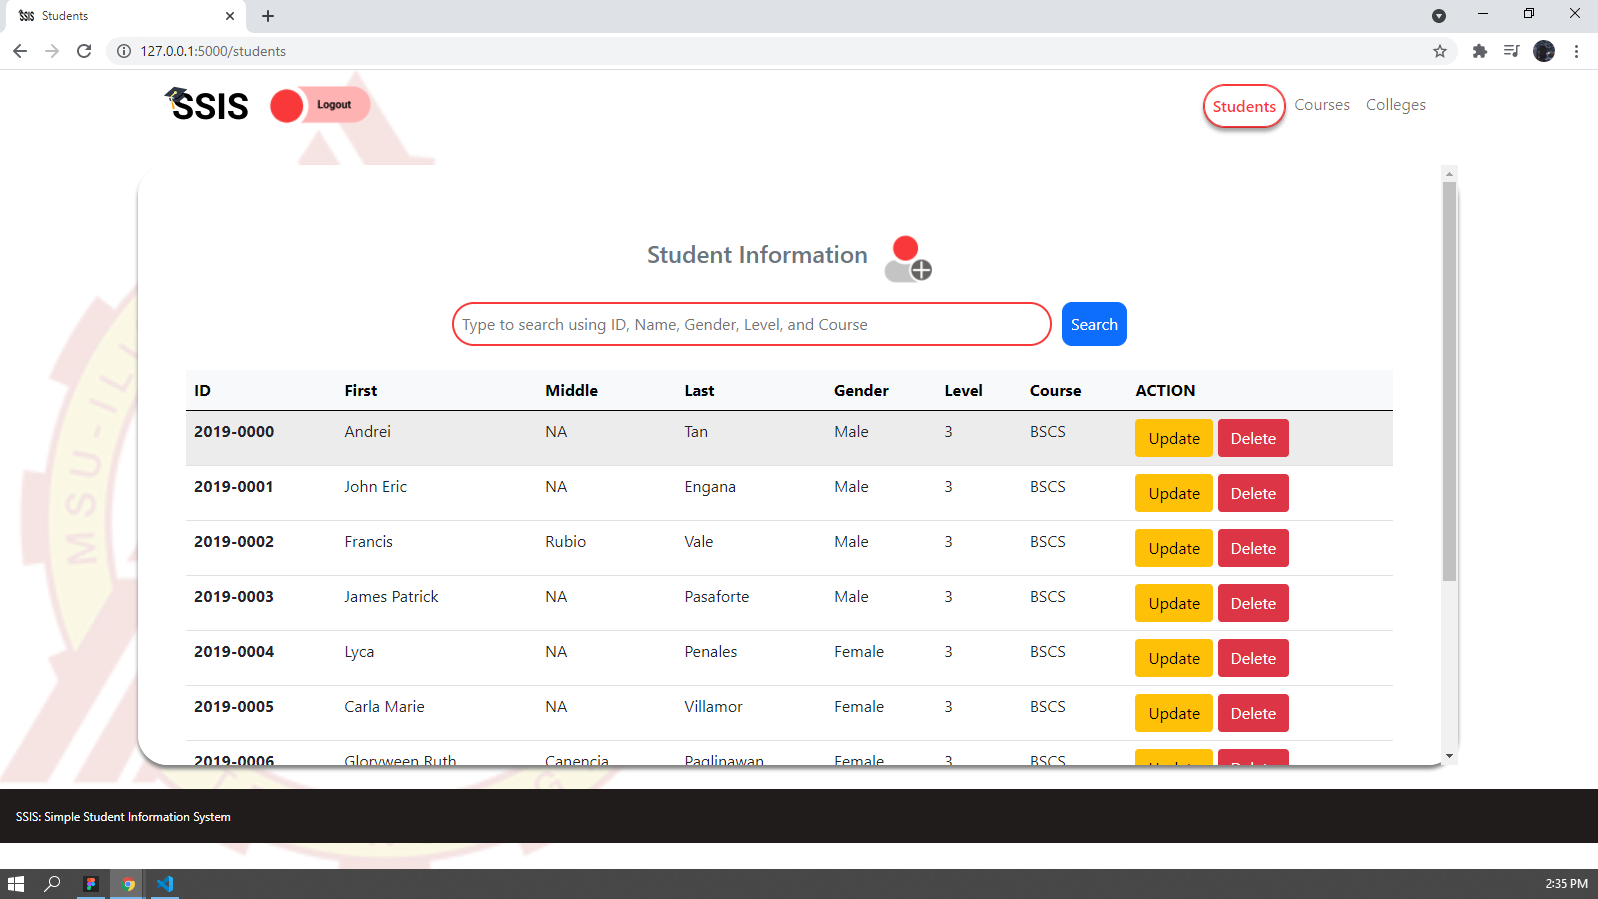 SSIS Students
127.0.0.1:5000/students
SSIS Logout Students Courses Colleges
Student Information
Type to search using ID, Name, Gender, Level, and Course Search
ID First Middle Last Gender Level Course ACTION
2019-0000 Andrei NA Tan Male 3 BSCS Update Delete
2019-0001 John Eric NA Engana Male 3 BSCS Update Delete
2019-0002 Francis Rubio Vale Male 3 BSCS Update Delete
2019-0003 James Patrick NA Pasaforte Male 3 BSCS Update Delete
2019-0004 Lyca NA Penales Female 3 BSCS Update Delete
2019-0005 Carla Marie NA Villamor Female 3 BSCS Update Delete
2019-0006 Gloryween Ruth Canencia Paglinawan Female 3 BSCS
MSU-IL
SSIS: Simple Student Information System
2:35 PM